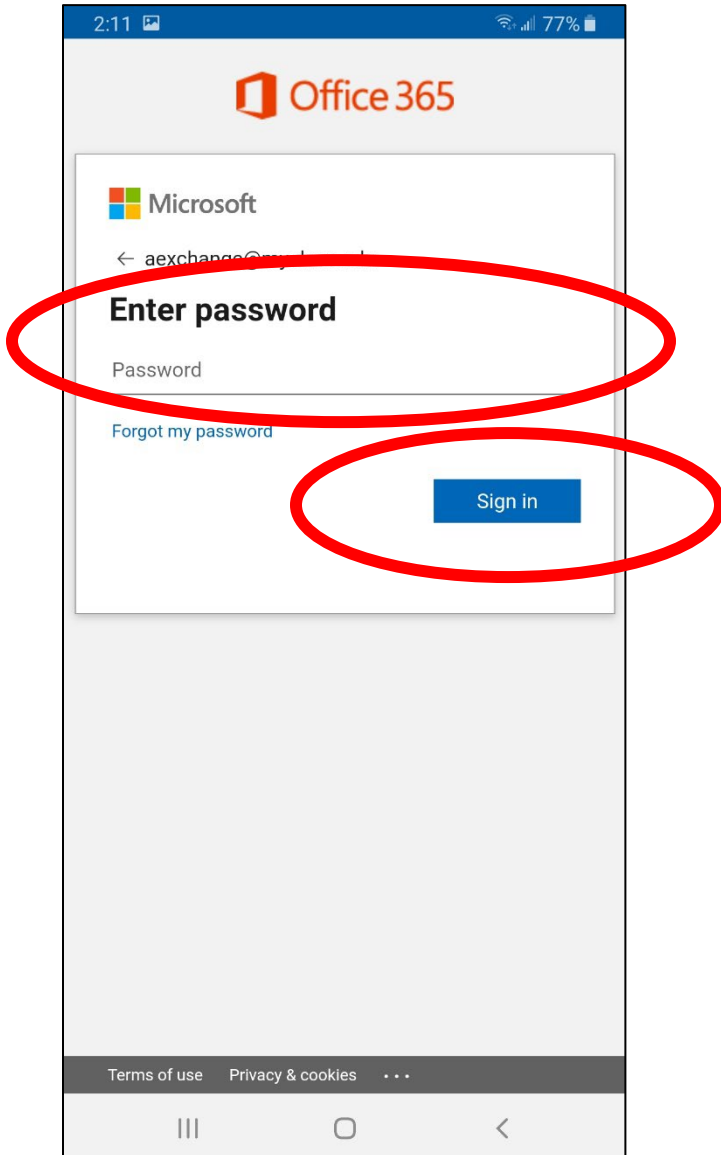 2:11 77%
Office 365
Microsoft
← 
Enter password
Password
Forgot my password
Sign in
Terms of use Privacy & cookies ...